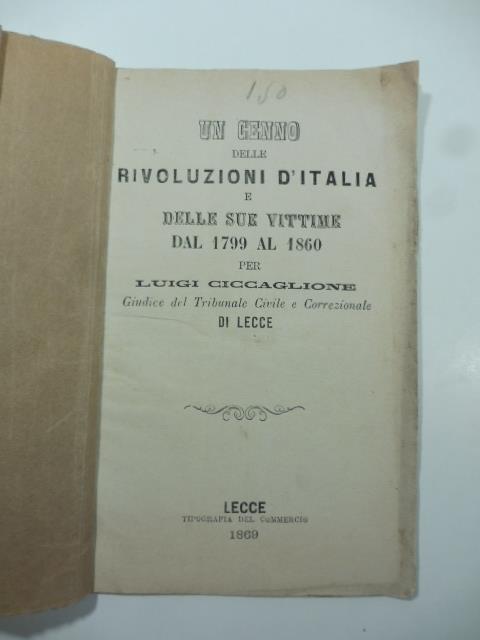 150
UN CENNO
DELLE
RIVOLUZIONI D'ITALIA
E
DELLE SUE VITTIME
DAL 1799 AL 1860
PER
LUIGI CICCAGLIONE
Giudice del Tribunale Civile e Correzionale
DI LECCE
LECCE
TIPOGRAFIA DEL COMMERCIO
1869